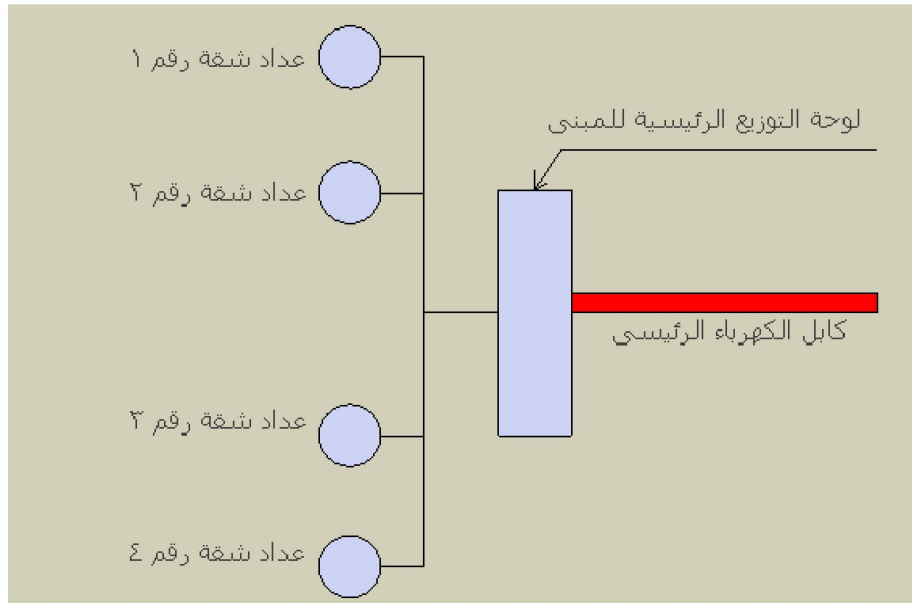 عداد شقة رقم ١
لوحة التوزيع الرئيسية للمبنى
عداد شقة رقم ٢
كابل الكهرباء الرئيسي
عداد شقة رقم ٣
عداد شقة رقم ٤